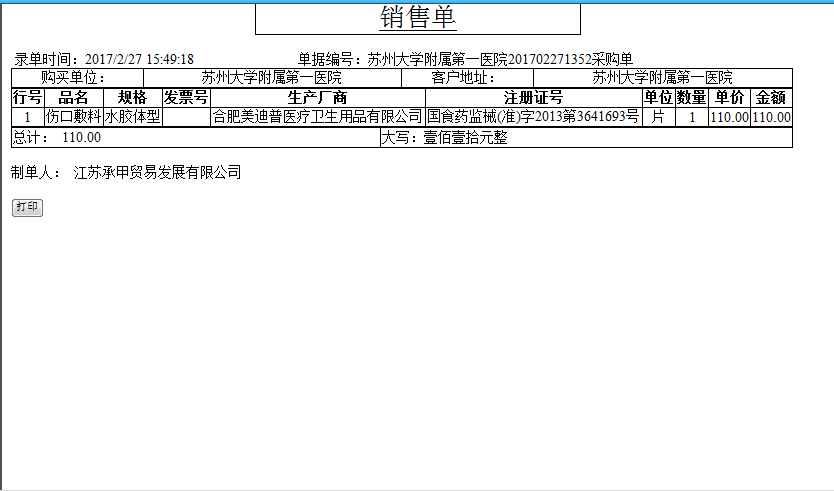 销售单
录单时间：2017/2/27 15:49:18 单据编号：苏州大学附属第一医院201702271352采购单
购买单位： 苏州大学附属第一医院 客户地址： 苏州大学附属第一医院
行号 品名 规格 发票号 生产厂商 注册证号 单位 数量 单价 金额
1 伤口敷料 水胶体型 合肥美迪普医疗卫生用品有限公司 国食药监械(准)字2013第3641693号 片 1 110.00 110.00
总计： 110.00 大写：壹佰壹拾元整
制单人： 江苏承甲贸易发展有限公司
打印